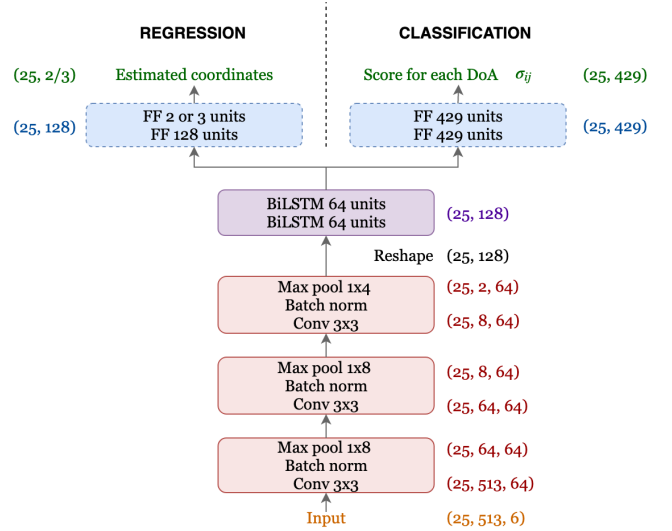 REGRESSION
CLASSIFICATION
(25, 2/3) Estimated coordinates
Score for each DoA σij (25, 429)
(25, 128)
FF 2 or 3 units
FF 128 units
FF 429 units
FF 429 units
(25, 429)
BiLSTM 64 units
BiLSTM 64 units
(25, 128)
Reshape (25, 128)
Max pool 1x4 (25, 2, 64)
Batch norm
Conv 3x3 (25, 8, 64)
Max pool 1x8 (25, 8, 64)
Batch norm
Conv 3x3 (25, 64, 64)
Max pool 1x8 (25, 64, 64)
Batch norm
Conv 3x3 (25, 513, 64)
Input (25, 513, 6)